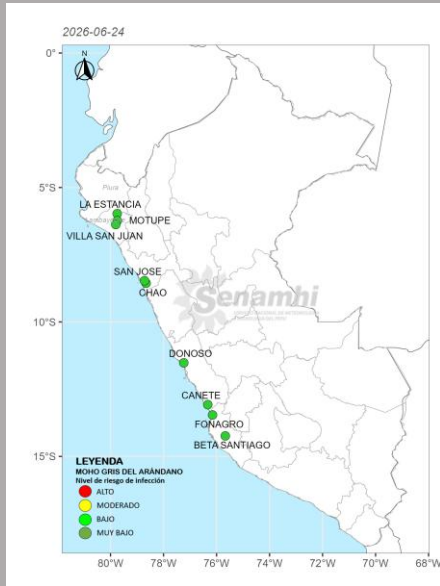 2026-06-24
N
0°
5°S
10°S
15°S
Piura
LA ESTANCIA
MOTUPE
VILLA SAN JUAN
SAN JOSE
CHAO
Senamhi
DONOSO
CANETE
FONAGRO
BETA SANTIAGO
LEYENDA
MOHO GRIS DEL ARÁNDANO
Nivel de riesgo de infección
ALTO
MODERADO
BAJO
MUY BAJO
80°W 78°W 76°W 74°W 72°W 70°W 68°W